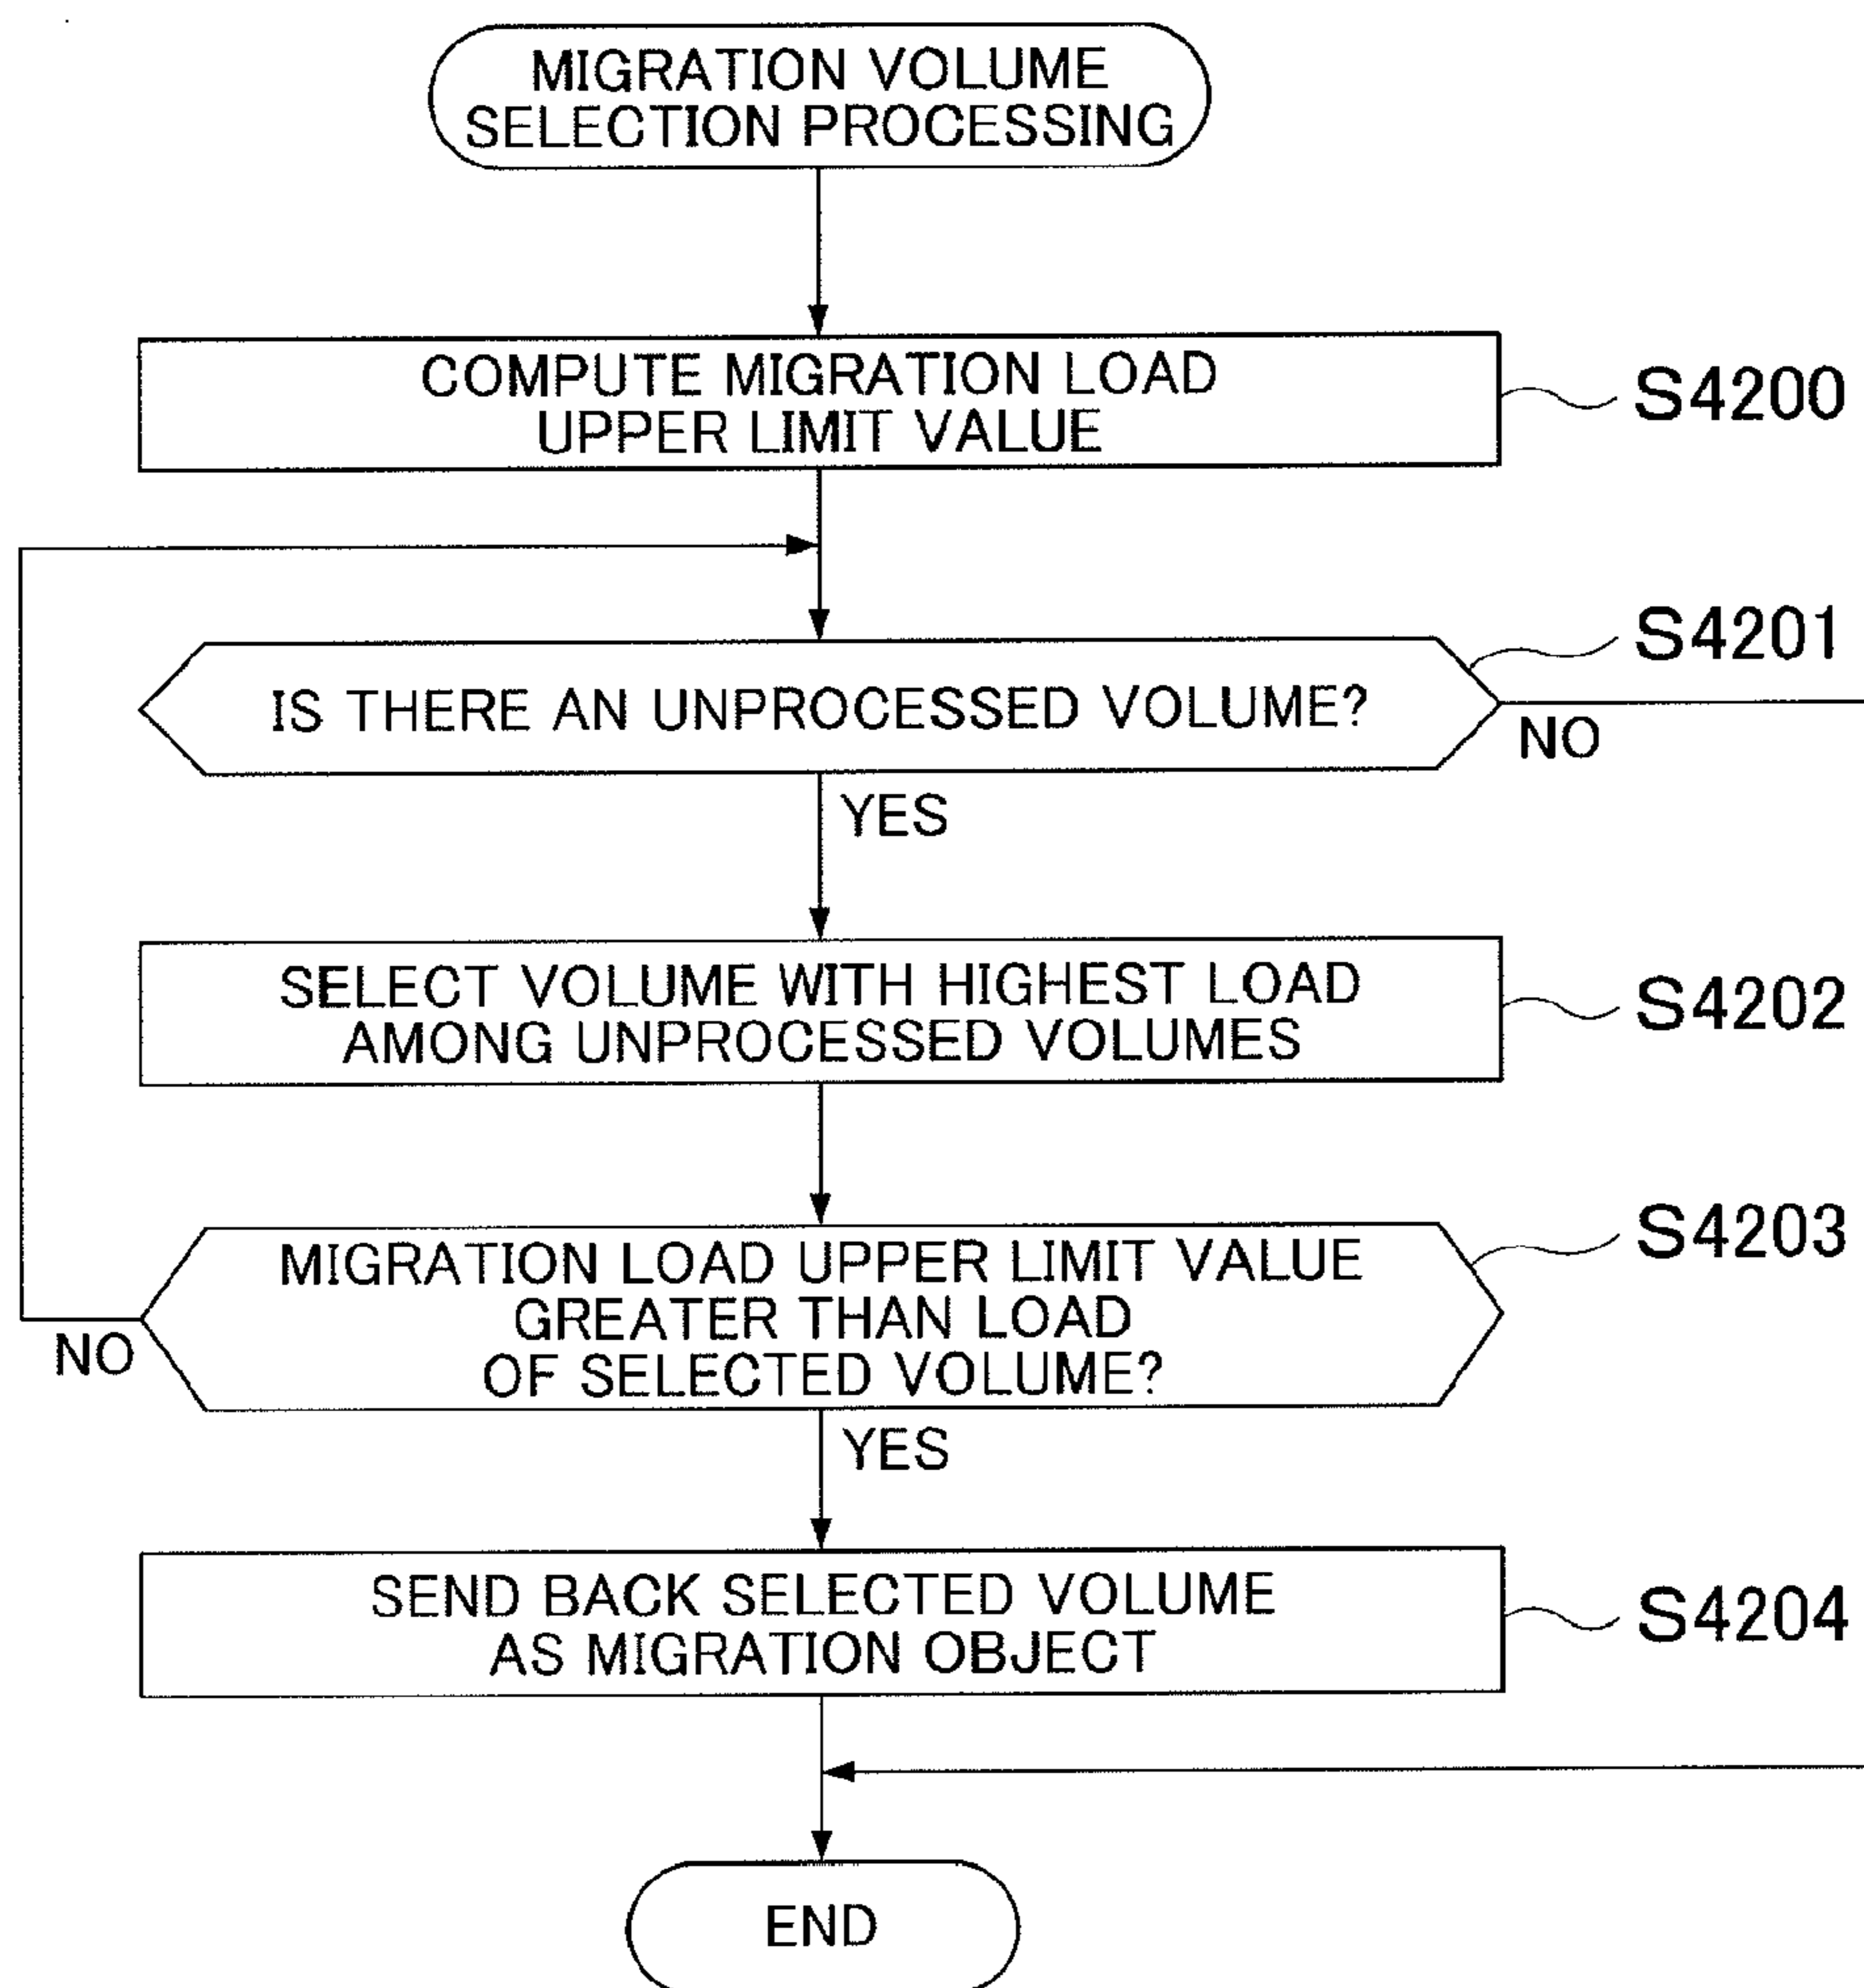 MIGRATION VOLUME
SELECTION PROCESSING
COMPUTE MIGRATION LOAD
UPPER LIMIT VALUE
S4200
S4201
IS THERE AN UNPROCESSED VOLUME?
NO
YES
SELECT VOLUME WITH HIGHEST LOAD
AMONG UNPROCESSED VOLUMES
S4202
S4203
MIGRATION LOAD UPPER LIMIT VALUE
GREATER THAN LOAD
OF SELECTED VOLUME?
NO
YES
SEND BACK SELECTED VOLUME
AS MIGRATION OBJECT
S4204
END